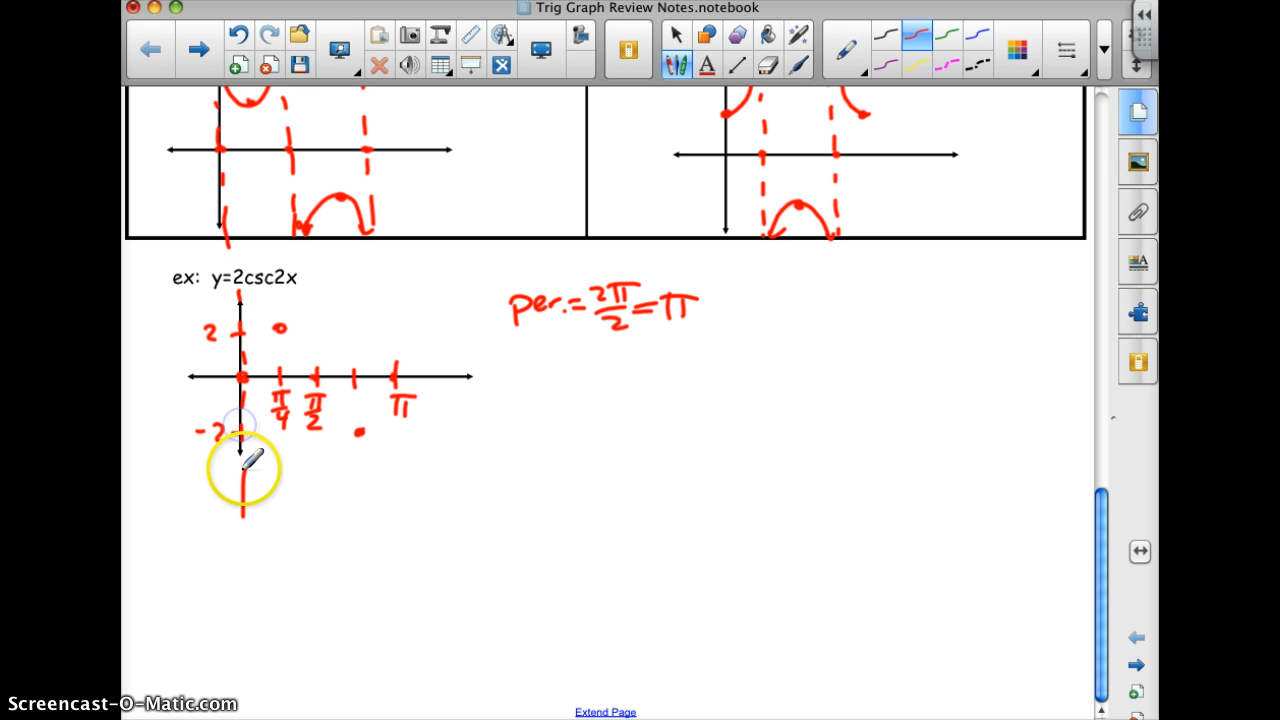 Trig Graph Review Notes.notebook
ex: y=2csc2x
per.=2π/2=π
2
π/4 π/2 π
-2
Extend Page
Screencast-O-Matic.com